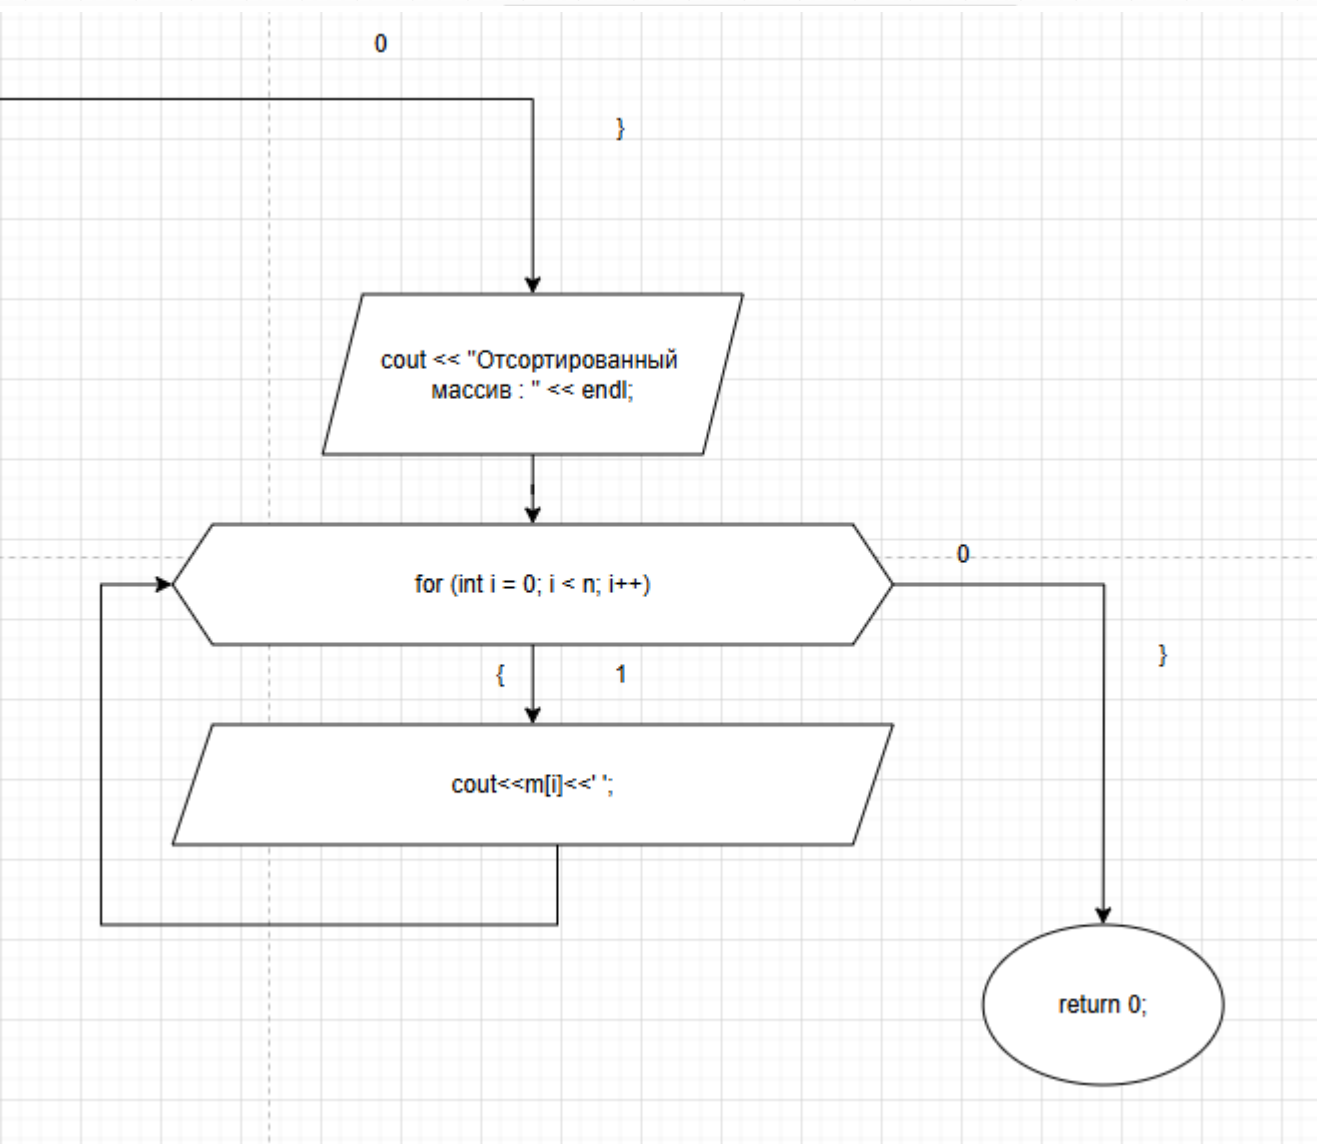 0
}
cout << "Отсортированный
массив : " << endl;
for (int i = 0; i < n; i++)
0
{
1
}
cout<<m[i]<<' ';
return 0;